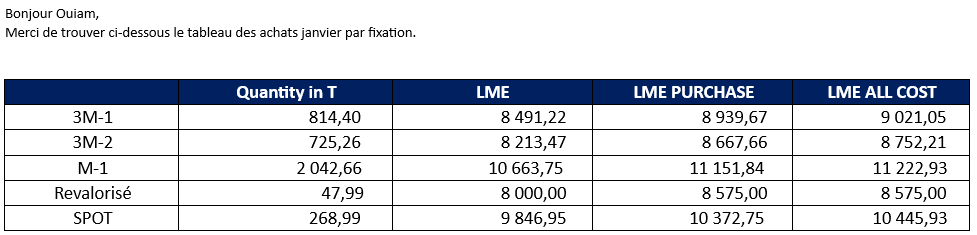 Bonjour Ouiam,
Merci de trouver ci-dessous le tableau des achats janvier par fixation.
Quantity in T LME LME PURCHASE LME ALL COST
3M-1 814,40 8 491,22 8 939,67 9 021,05
3M-2 725,26 8 213,47 8 667,66 8 752,21
M-1 2 042,66 10 663,75 11 151,84 11 222,93
Revalorisé 47,99 8 000,00 8 575,00 8 575,00
SPOT 268,99 9 846,95 10 372,75 10 445,93